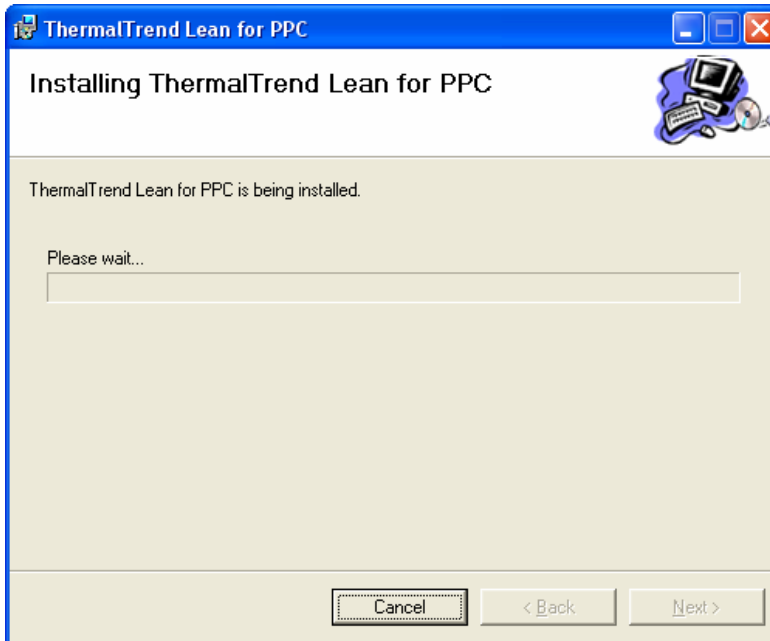 ThermalTrend Lean for PPC
Installing ThermalTrend Lean for PPC
ThermalTrend Lean for PPC is being installed.
Please wait...
Cancel
< Back
Next >